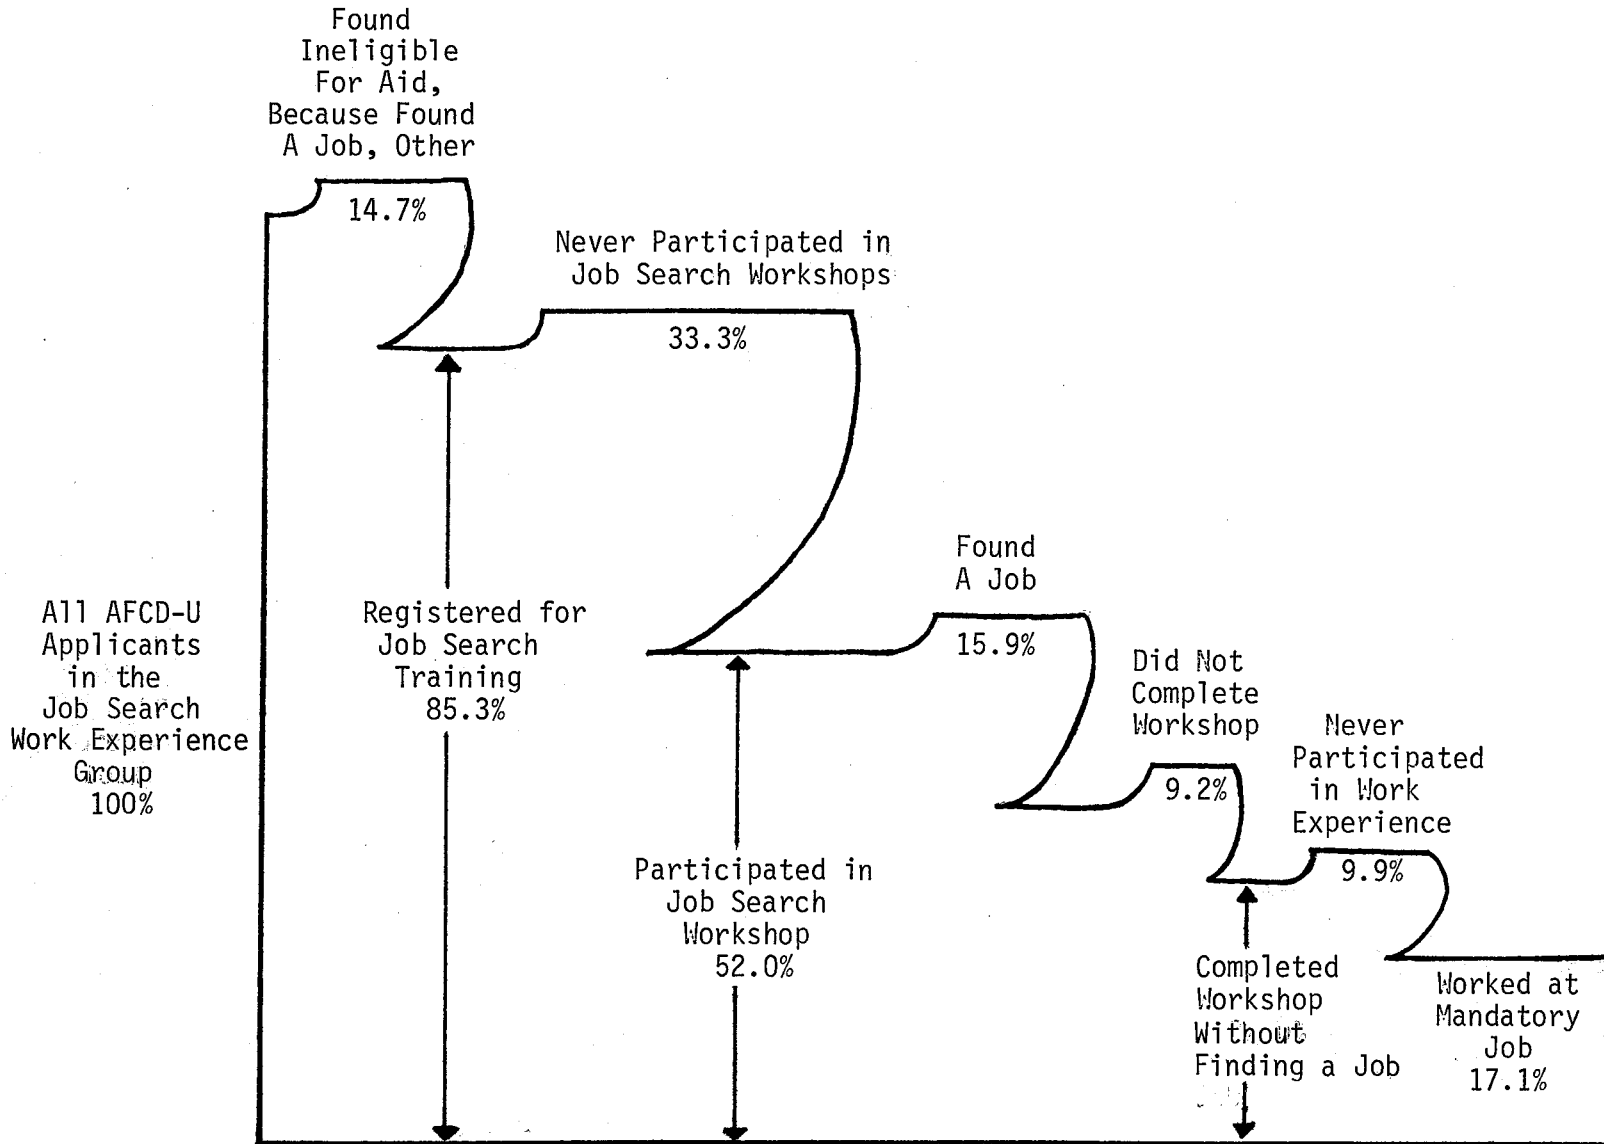 Found
Ineligible
For Aid,
Because Found
A Job, Other
14.7%
Never Participated in
Job Search Workshops
33.3%
Found
A Job
15.9%
Did Not
Complete
Workshop
9.2%
Never
Participated
in Work
Experience
9.9%
All AFCD-U
Applicants
in the
Job Search
Work Experience
Group
100%
Registered for
Job Search
Training
85.3%
Participated in
Job Search
Workshop
52.0%
Completed
Workshop
Without
Finding a Job
Worked at
Mandatory
Job
17.1%